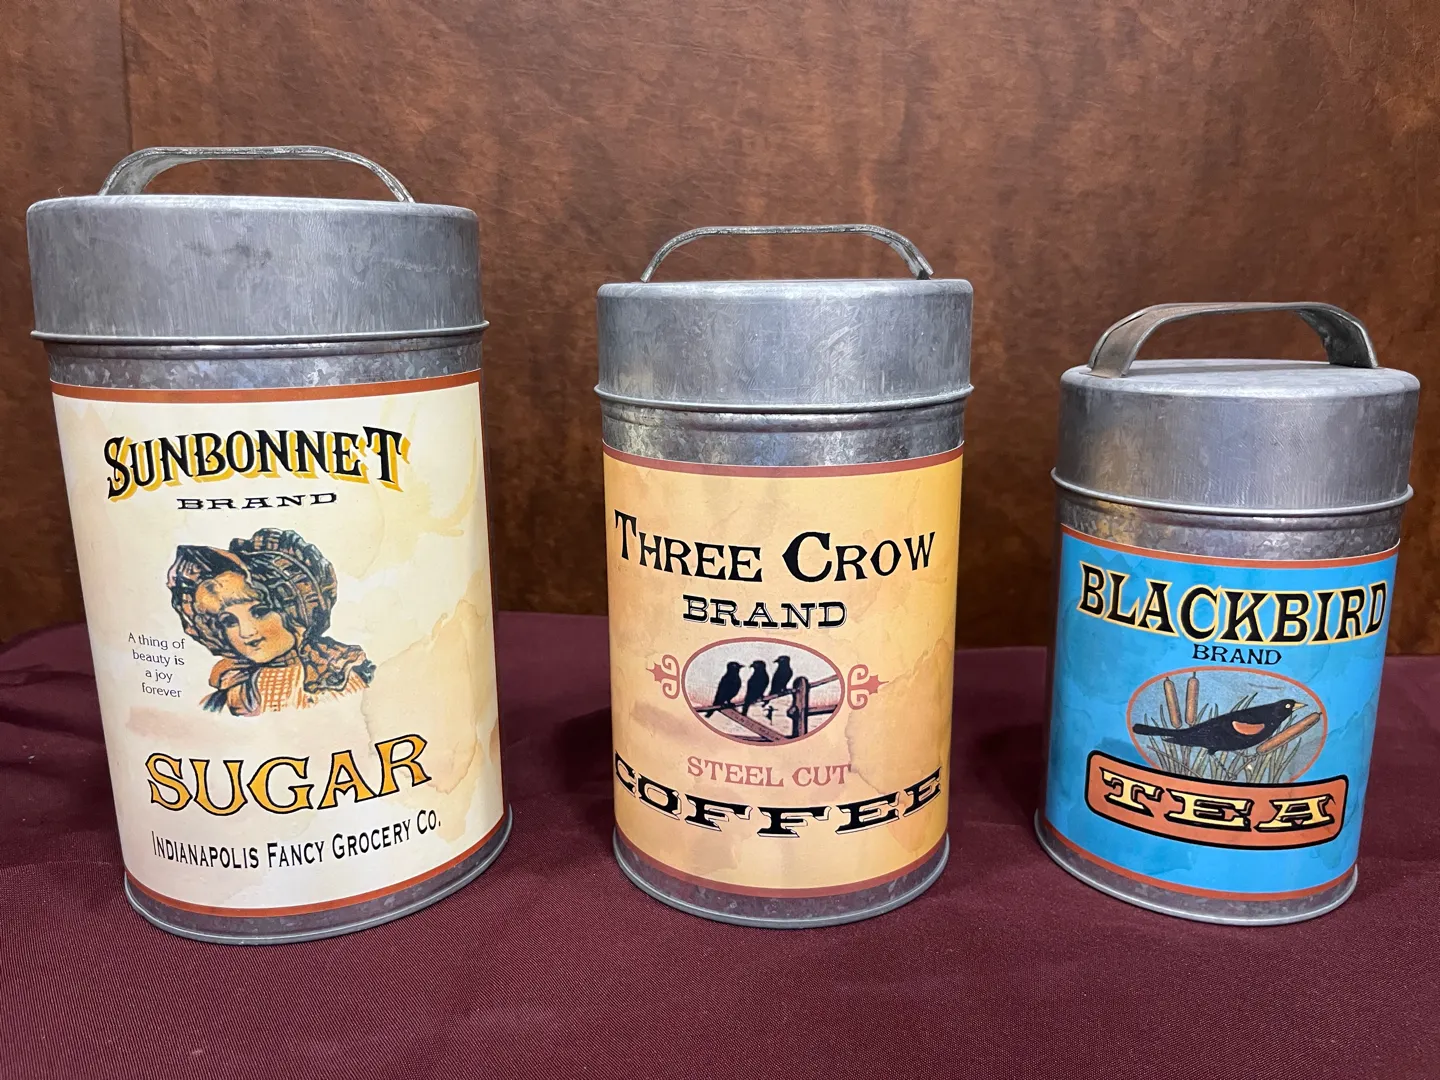 SUNBONNET
BRAND
A thing of
beauty is
a joy
forever
SUGAR
INDIANAPOLIS FANCY GROCERY CO.
THREE CROW
BRAND
STEEL CUT
COFFEE
BLACKBIRD
BRAND
TEA